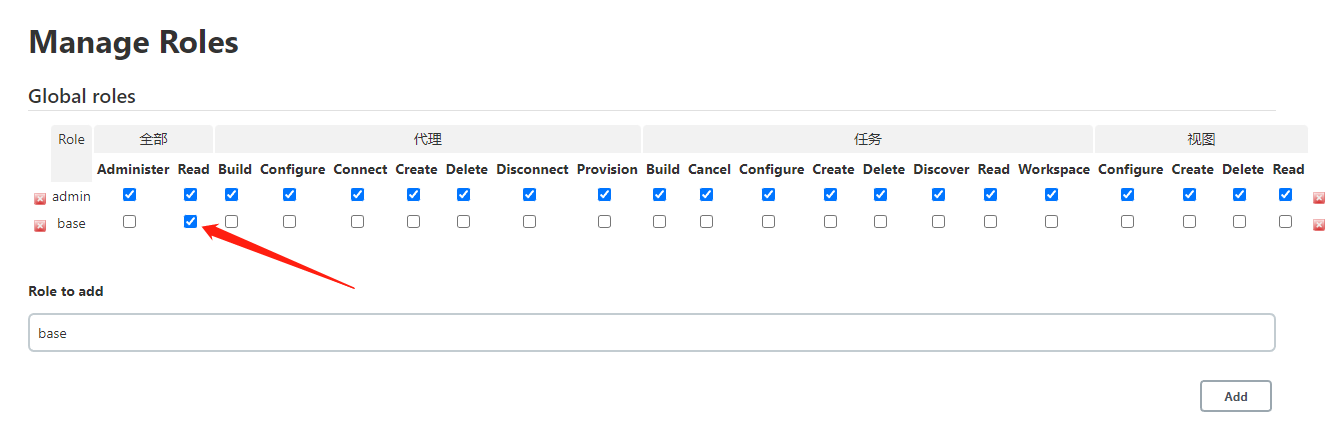 Manage Roles
Global roles
Role 全部 代理 任务 视图
Administer Read Build Configure Connect Create Delete Disconnect Provision Build Cancel Configure Create Delete Discover Read Workspace Configure Create Delete Read
admin
base
Role to add
base
Add